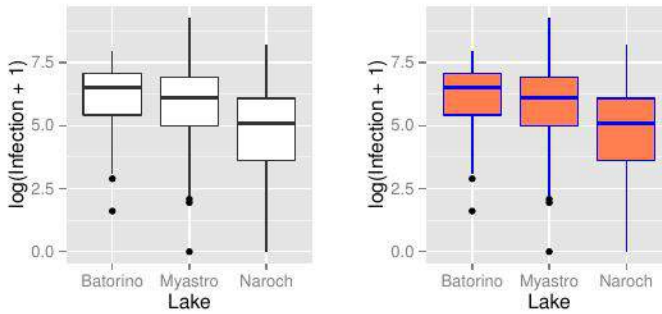 log(Infection + 1)
7.5
5.0
2.5
0.0
Batorino Myastro Naroch
Lake
log(Infection + 1)
7.5
5.0
2.5
0.0
Batorino Myastro Naroch
Lake